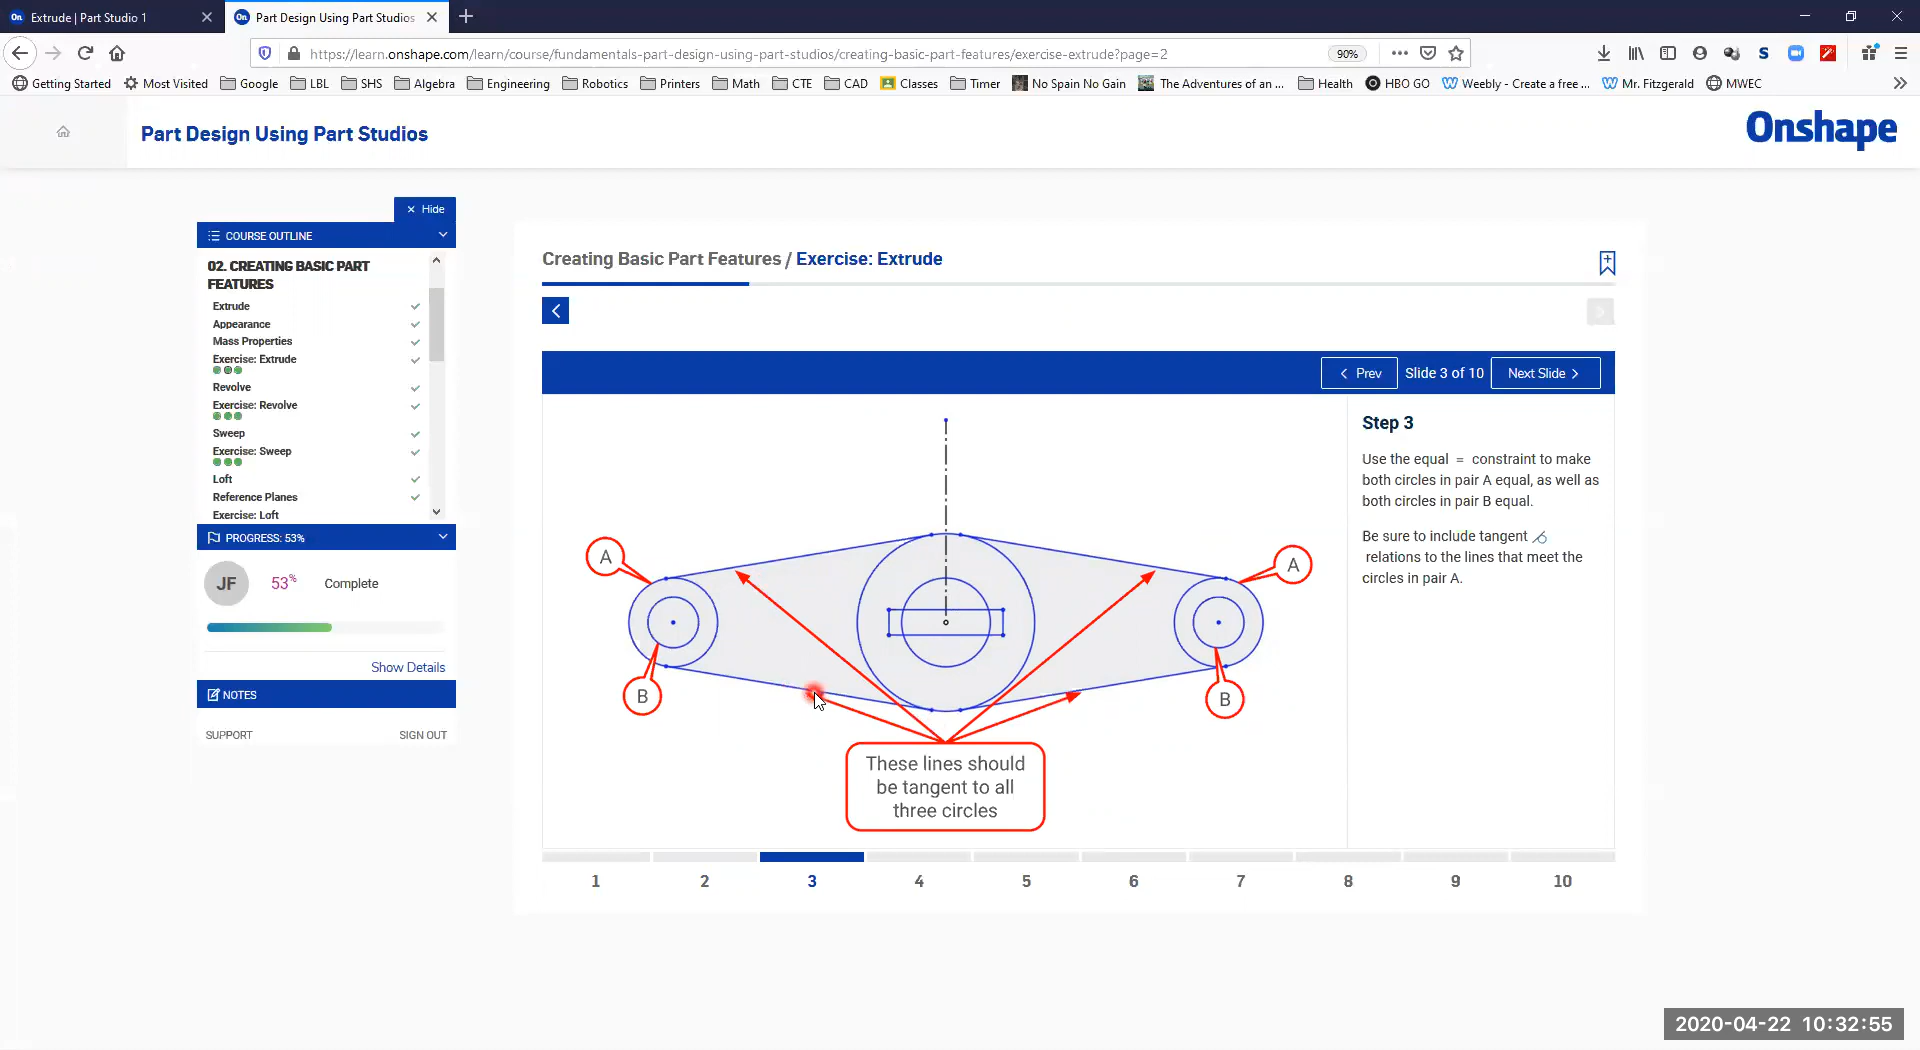 Extrude | Part Studio 1
Part Design Using Part Studios
https://learn.onshape.com/learn/course/fundamentals-part-design-using-part-studios/creating-basic-part-features/exercise-extrude?page=2
90%
Getting Started
Most Visited
Google
LBL
SHS
Algebra
Engineering
Robotics
Printers
Math
CTE
CAD
Classes
Timer
No Spain No Gain
The Adventures of an ...
Health
HBO GO
Weebly - Create a free ...
Mr. Fitzgerald
MWEC
Part Design Using Part Studios
Onshape
Hide
COURSE OUTLINE
02. CREATING BASIC PART
FEATURES
Extrude
Appearance
Mass Properties
Exercise: Extrude
Revolve
Exercise: Revolve
Sweep
Exercise: Sweep
Loft
Reference Planes
Exercise: Loft
PROGRESS: 53%
JF
53%
Complete
Show Details
NOTES
SUPPORT
SIGN OUT
Creating Basic Part Features / Exercise: Extrude
Prev
Slide 3 of 10
Next Slide
A
A
B
B
These lines should
be tangent to all
three circles
Step 3
Use the equal = constraint to make
both circles in pair A equal, as well as
both circles in pair B equal.
Be sure to include tangent
relations to the lines that meet the
circles in pair A.
1 2 3 4 5 6 7 8 9 10
2020-04-22 10:32:55